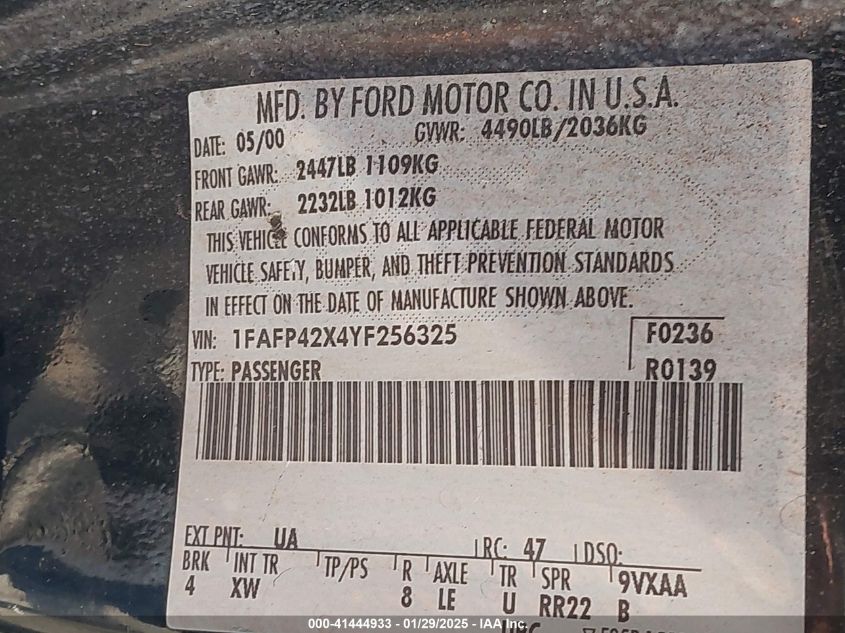 MFD. BY FORD MOTOR CO. IN U.S.A.
DATE: 05/00 GVWR: 4490LB/2036KG
FRONT GAWR: 2447LB 1109KG
REAR GAWR: 2232LB 1012KG
THIS VEHICLE CONFORMS TO ALL APPLICABLE FEDERAL MOTOR
VEHICLE SAFETY, BUMPER, AND THEFT PREVENTION STANDARDS
IN EFFECT ON THE DATE OF MANUFACTURE SHOWN ABOVE.
VIN: 1FAFP42X4YF256325 F0236
TYPE: PASSENGER R0139
EXT PNT: UA RC: 47 DSO:
BRK INT TR TP/PS R AXLE TR SPR 9VXAA
4 XW 8 LE U RR22 B
000-41444933 - 01/29/2025 - IAA Inc.